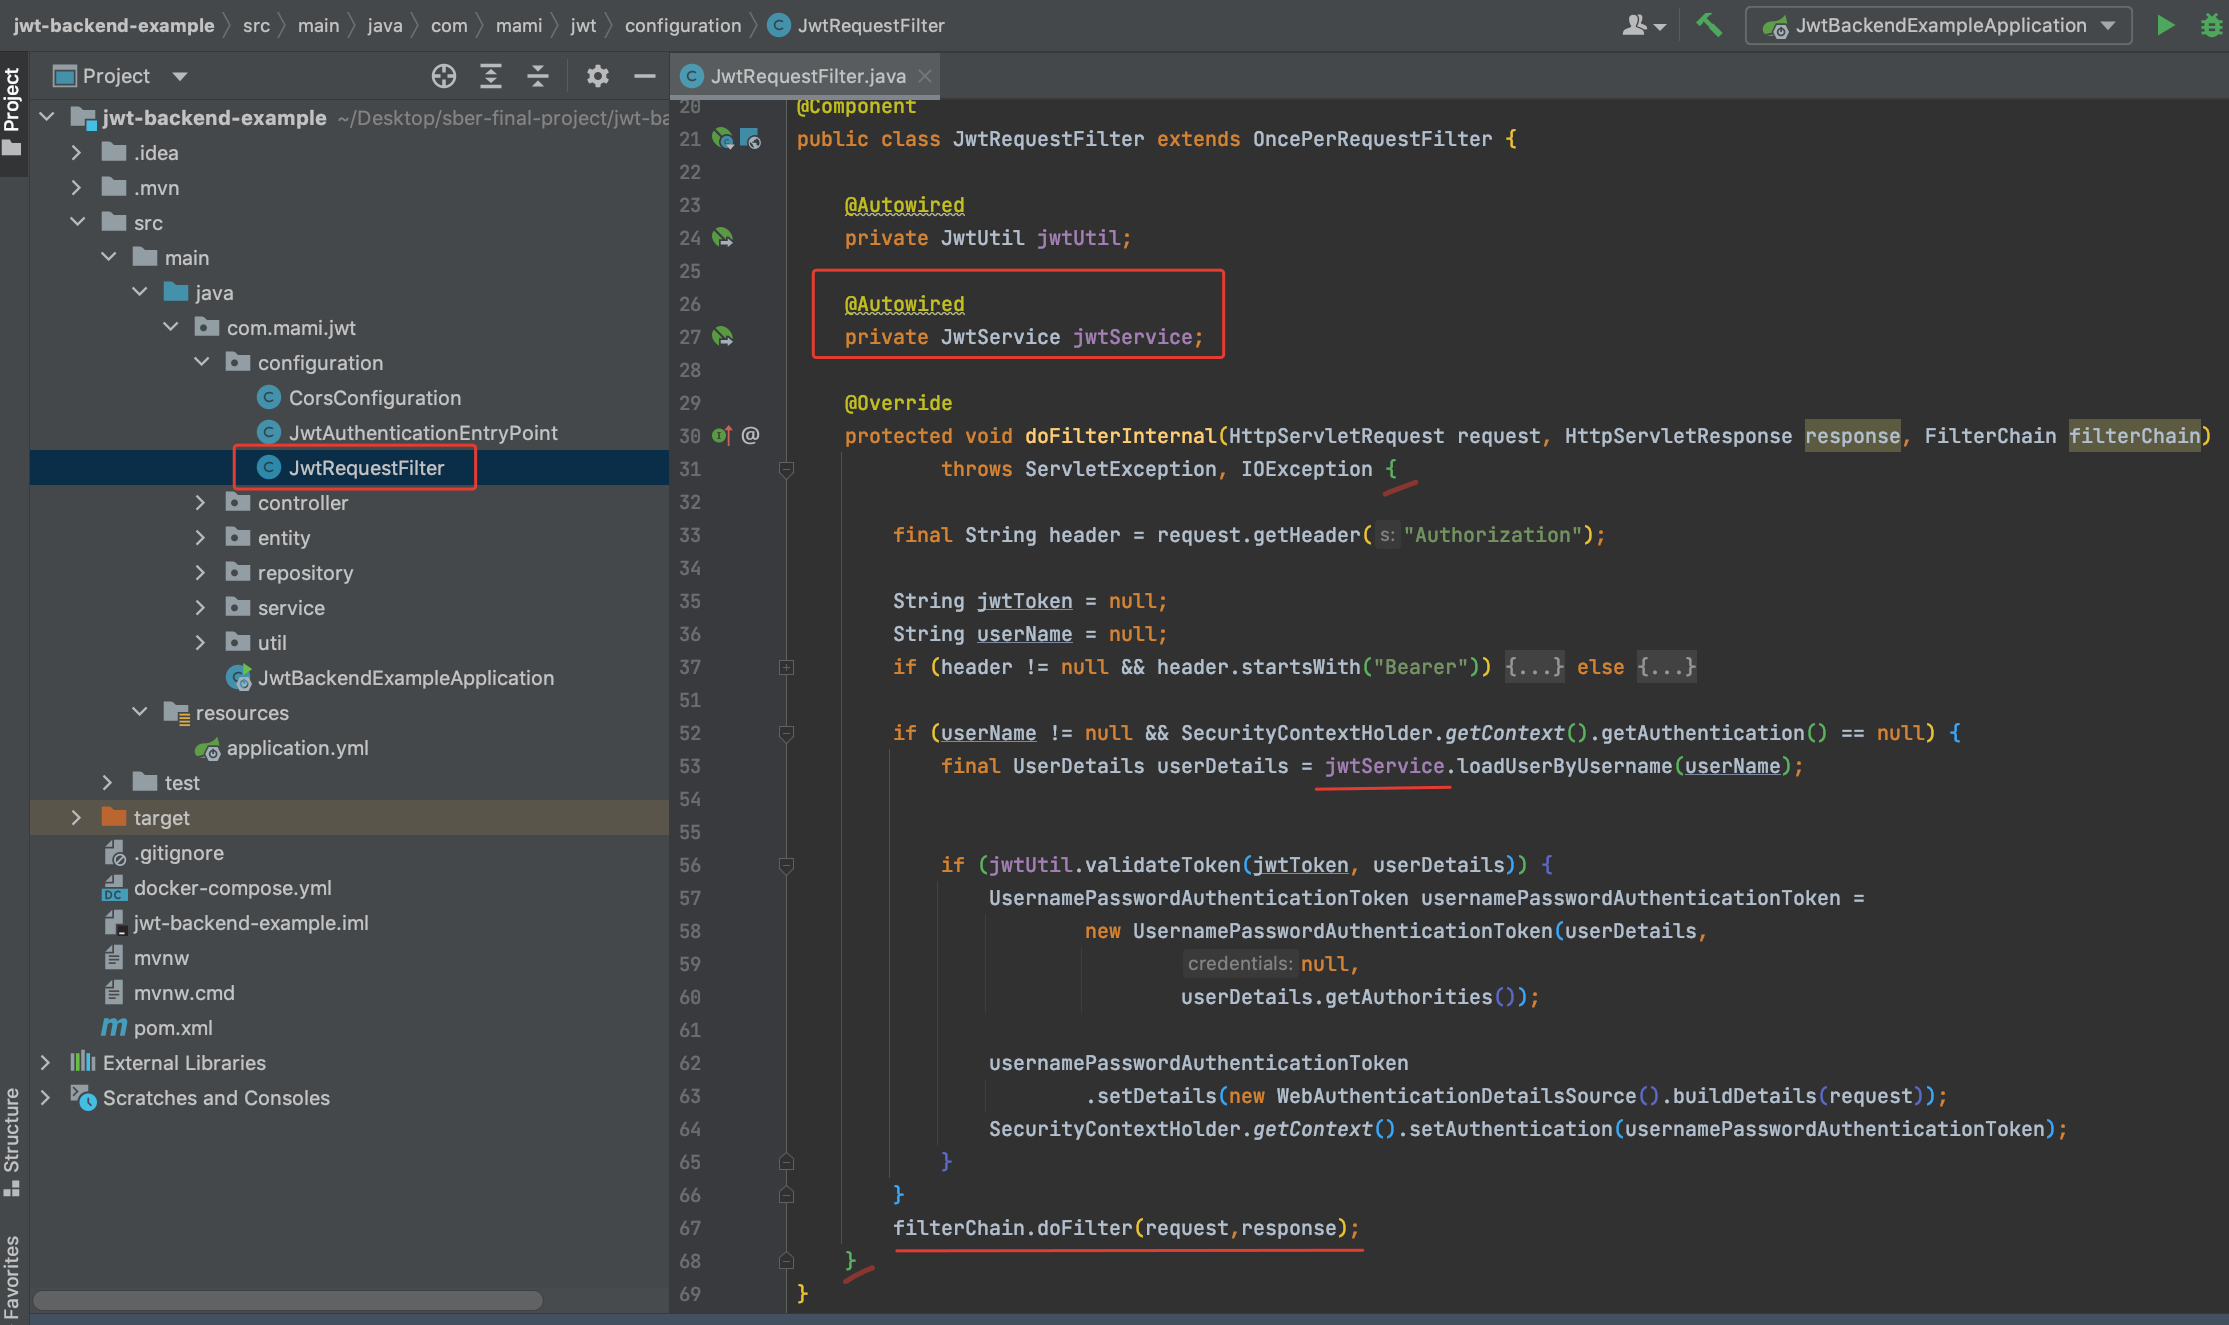 jwt-backend-example src main java com mami jwt configuration JwtRequestFilter
JwtBackendExampleApplication
Project
Structure
Favorites
Project
jwt-backend-example ~/Desktop/sber-final-project/jwt-ba
.idea
.mvn
src
main
java
com.mami.jwt
configuration
CorsConfiguration
JwtAuthenticationEntryPoint
JwtRequestFilter
controller
entity
repository
service
util
JwtBackendExampleApplication
resources
application.yml
test
target
.gitignore
docker-compose.yml
jwt-backend-example.iml
mvnw
mvnw.cmd
pom.xml
External Libraries
Scratches and Consoles
JwtRequestFilter.java
20 @Component
21 public class JwtRequestFilter extends OncePerRequestFilter {
22
23 @Autowired
24 private JwtUtil jwtUtil;
25
26 @Autowired
27 private JwtService jwtService;
28
29 @Override
30 @ protected void doFilterInternal(HttpServletRequest request, HttpServletResponse response, FilterChain filterChain)
31 throws ServletException, IOException {
32
33 final String header = request.getHeader( s: "Authorization");
34
35 String jwtToken = null;
36 String userName = null;
37 if (header != null && header.startsWith("Bearer")) {...} else {...}
51
52 if (userName != null && SecurityContextHolder.getContext().getAuthentication() == null) {
53 final UserDetails userDetails = jwtService.loadUserByUsername(userName);
54
55
56 if (jwtUtil.validateToken(jwtToken, userDetails)) {
57 UsernamePasswordAuthenticationToken usernamePasswordAuthenticationToken =
58 new UsernamePasswordAuthenticationToken(userDetails,
59 credentials: null,
60 userDetails.getAuthorities());
61
62 usernamePasswordAuthenticationToken
63 .setDetails(new WebAuthenticationDetailsSource().buildDetails(request));
64 SecurityContextHolder.getContext().setAuthentication(usernamePasswordAuthenticationToken);
65 }
66 }
67 filterChain.doFilter(request,response);
68 }
69 }